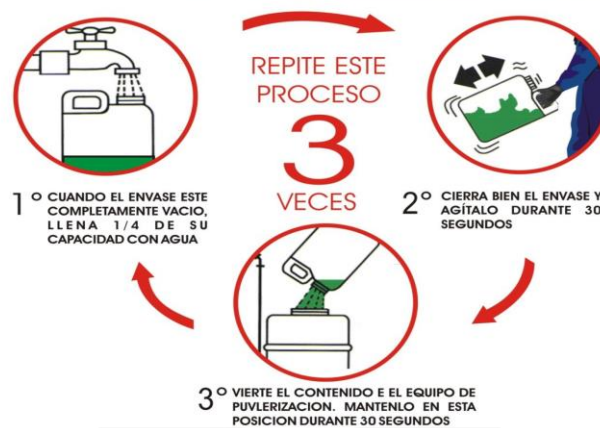 REPITE ESTE
PROCESO
3
VECES
1º CUANDO EL ENVASE ESTE
COMPLETAMENTE VACIO,
LLENA 1/4 DE SU
CAPACIDAD CON AGUA
2º CIERRA BIEN EL ENVASE Y
AGÍTALO DURANTE 30
SEGUNDOS
3º VIERTE EL CONTENIDO E EL EQUIPO DE
PUVLERIZACION. MANTENLO EN ESTA
POSICION DURANTE 30 SEGUNDOS